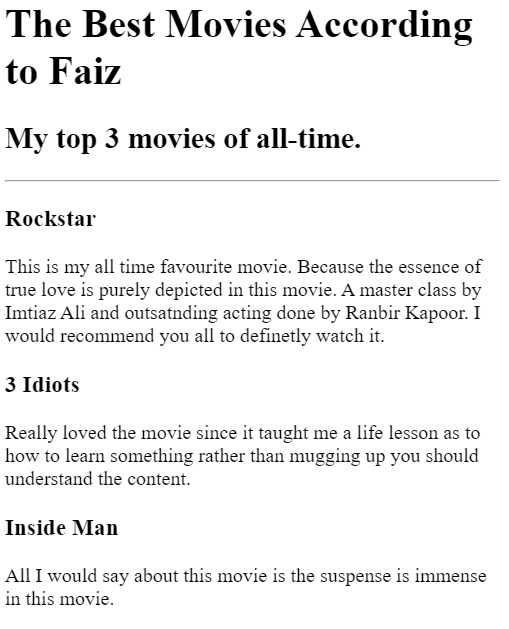 The Best Movies According
to Faiz
My top 3 movies of all-time.
Rockstar
This is my all time favourite movie. Because the essence of
true love is purely depicted in this movie. A master class by
Imtiaz Ali and outsatnding acting done by Ranbir Kapoor. I
would recommend you all to definetly watch it.
3 Idiots
Really loved the movie since it taught me a life lesson as to
how to learn something rather than mugging up you should
understand the content.
Inside Man
All I would say about this movie is the suspense is immense
in this movie.